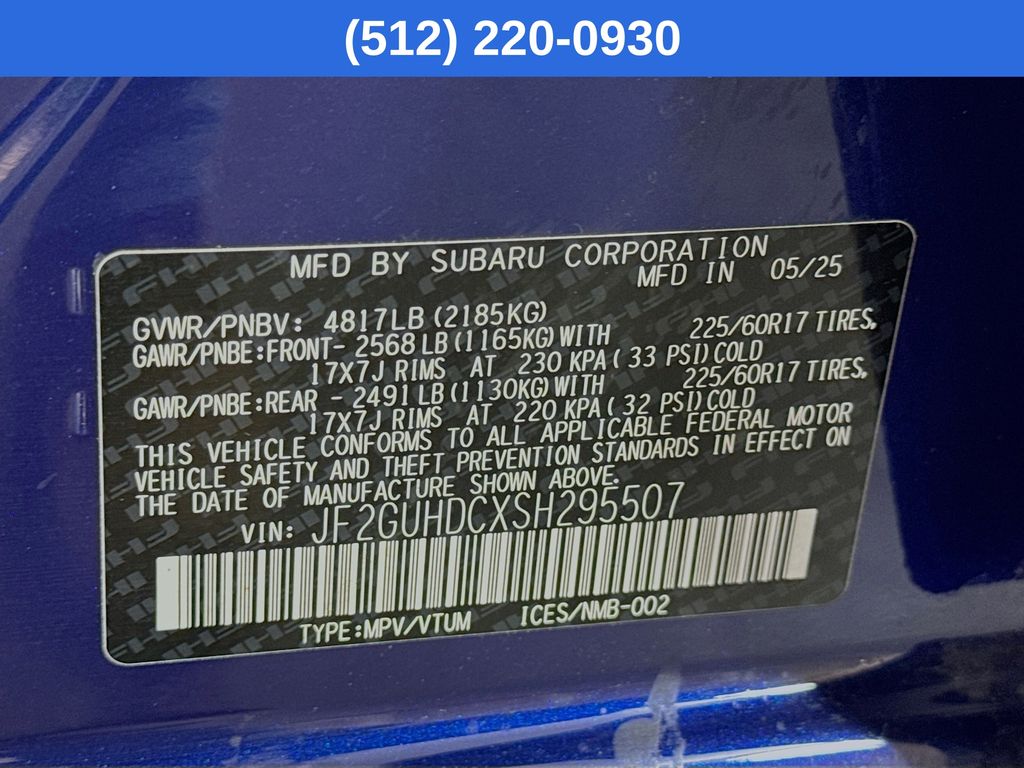 (512) 220-0930
MFD BY SUBARU CORPORATION
MFD IN 05/25
GVWR/PNBV: 4817LB (2185KG)
GAWR/PNBE:FRONT- 2568 LB (1165KG) WITH 225/60R17 TIRES,
17X7J RIMS AT 230 KPA ( 33 PSI) COLD
GAWR/PNBE:REAR - 2491 LB (1130KG) WITH 225/60R17 TIRES,
17X7J RIMS AT 220 KPA ( 32 PSI) COLD
THIS VEHICLE CONFORMS TO ALL APPLICABLE FEDERAL MOTOR
VEHICLE SAFETY AND THEFT PREVENTION STANDARDS IN EFFECT ON
THE DATE OF MANUFACTURE SHOWN ABOVE.
VIN: JF2GUHDCXSH295507
TYPE:MPV/VTUM ICES/NMB-002